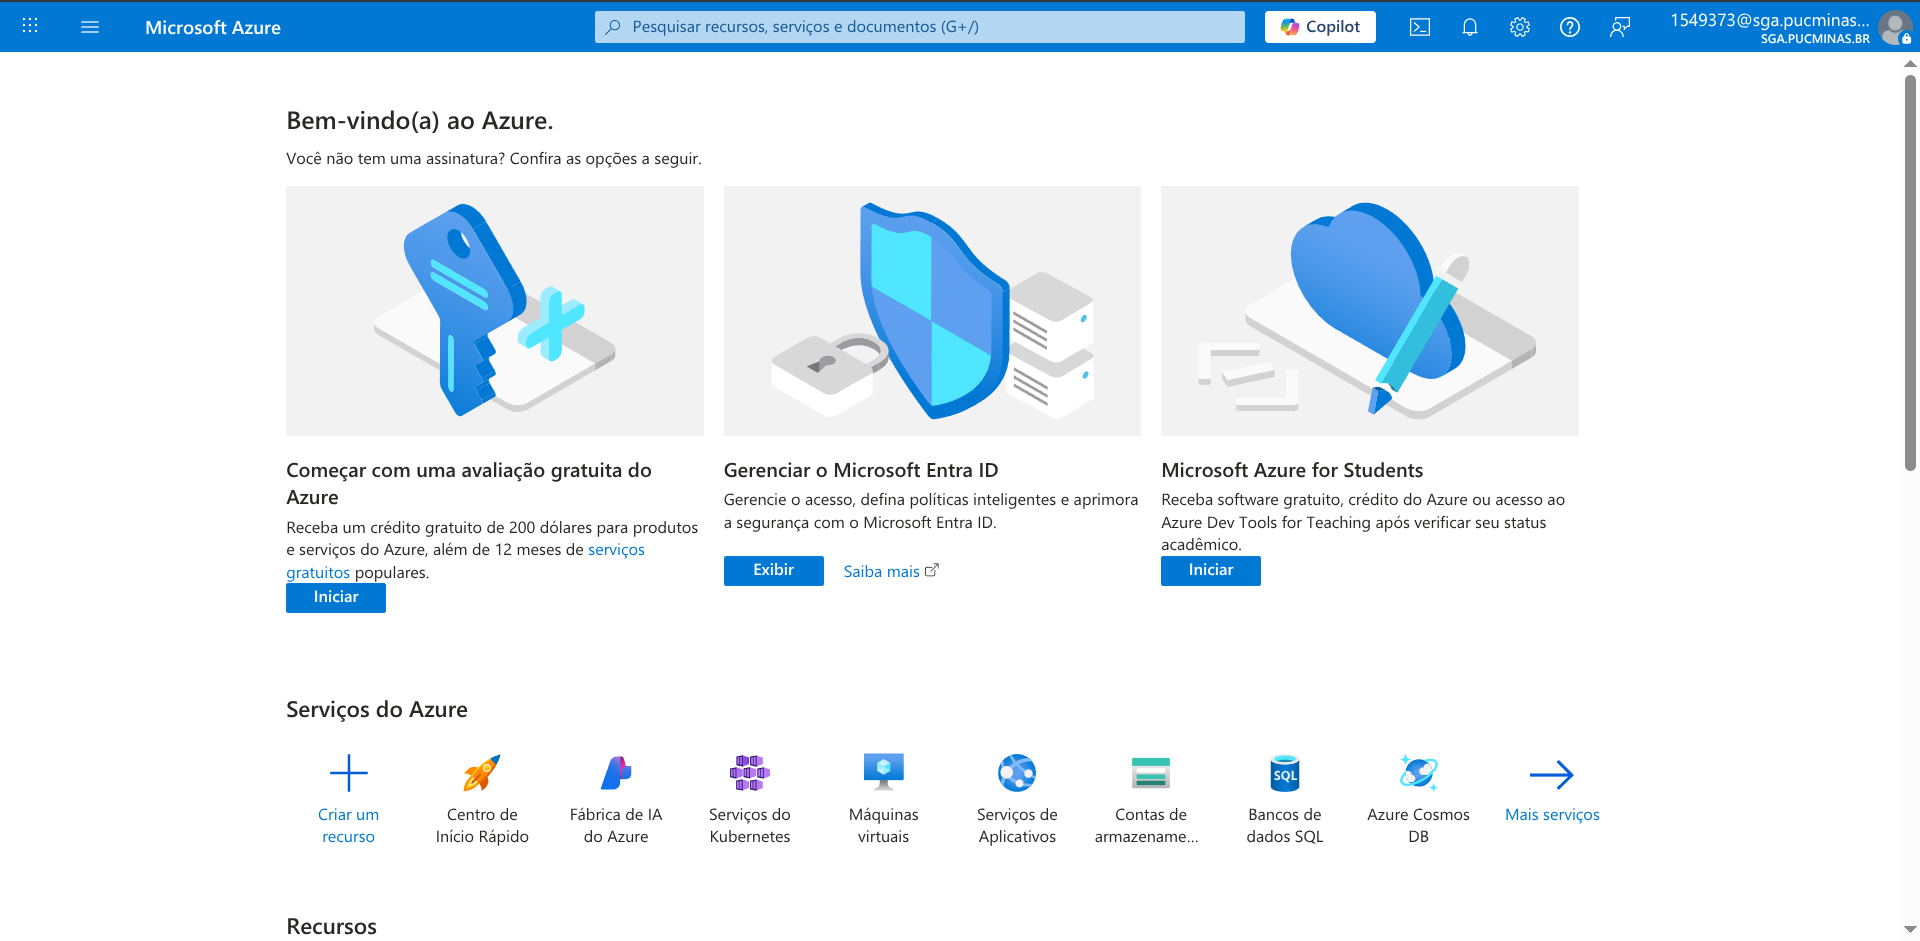 Microsoft Azure
Pesquisar recursos, serviços e documentos (G+/)
Copilot
1549373@sga.pucminas...
SGA.PUCMINAS.BR
Bem-vindo(a) ao Azure.
Você não tem uma assinatura? Confira as opções a seguir.
Começar com uma avaliação gratuita do
Azure
Receba um crédito gratuito de 200 dólares para produtos
e serviços do Azure, além de 12 meses de serviços
gratuitos populares.
Iniciar
Gerenciar o Microsoft Entra ID
Gerencie o acesso, defina políticas inteligentes e aprimora
a segurança com o Microsoft Entra ID.
Exibir
Saiba mais
Microsoft Azure for Students
Receba software gratuito, crédito do Azure ou acesso ao
Azure Dev Tools for Teaching após verificar seu status
acadêmico.
Iniciar
Serviços do Azure
Criar um
recurso
Centro de
Início Rápido
Fábrica de IA
do Azure
Serviços do
Kubernetes
Máquinas
virtuais
Serviços de
Aplicativos
Contas de
armazename...
SQL
Bancos de
dados SQL
Azure Cosmos
DB
Mais serviços
Recursos